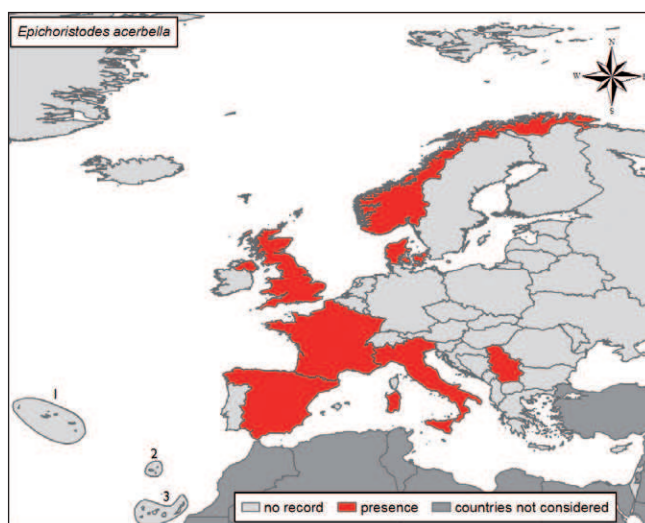 Epichoristodes acerbella
N
W
E
S
1
2
3
no record presence countries not considered